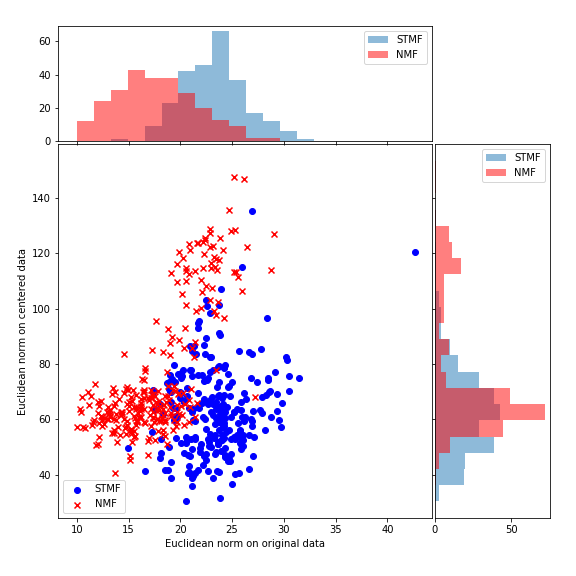 60
40
20
0
STMF
NMF
140
120
100
80
60
40
Euclidean norm on centered data
STMF
NMF
10 15 20 25 30 35 40
Euclidean norm on original data
STMF
NMF
0 50